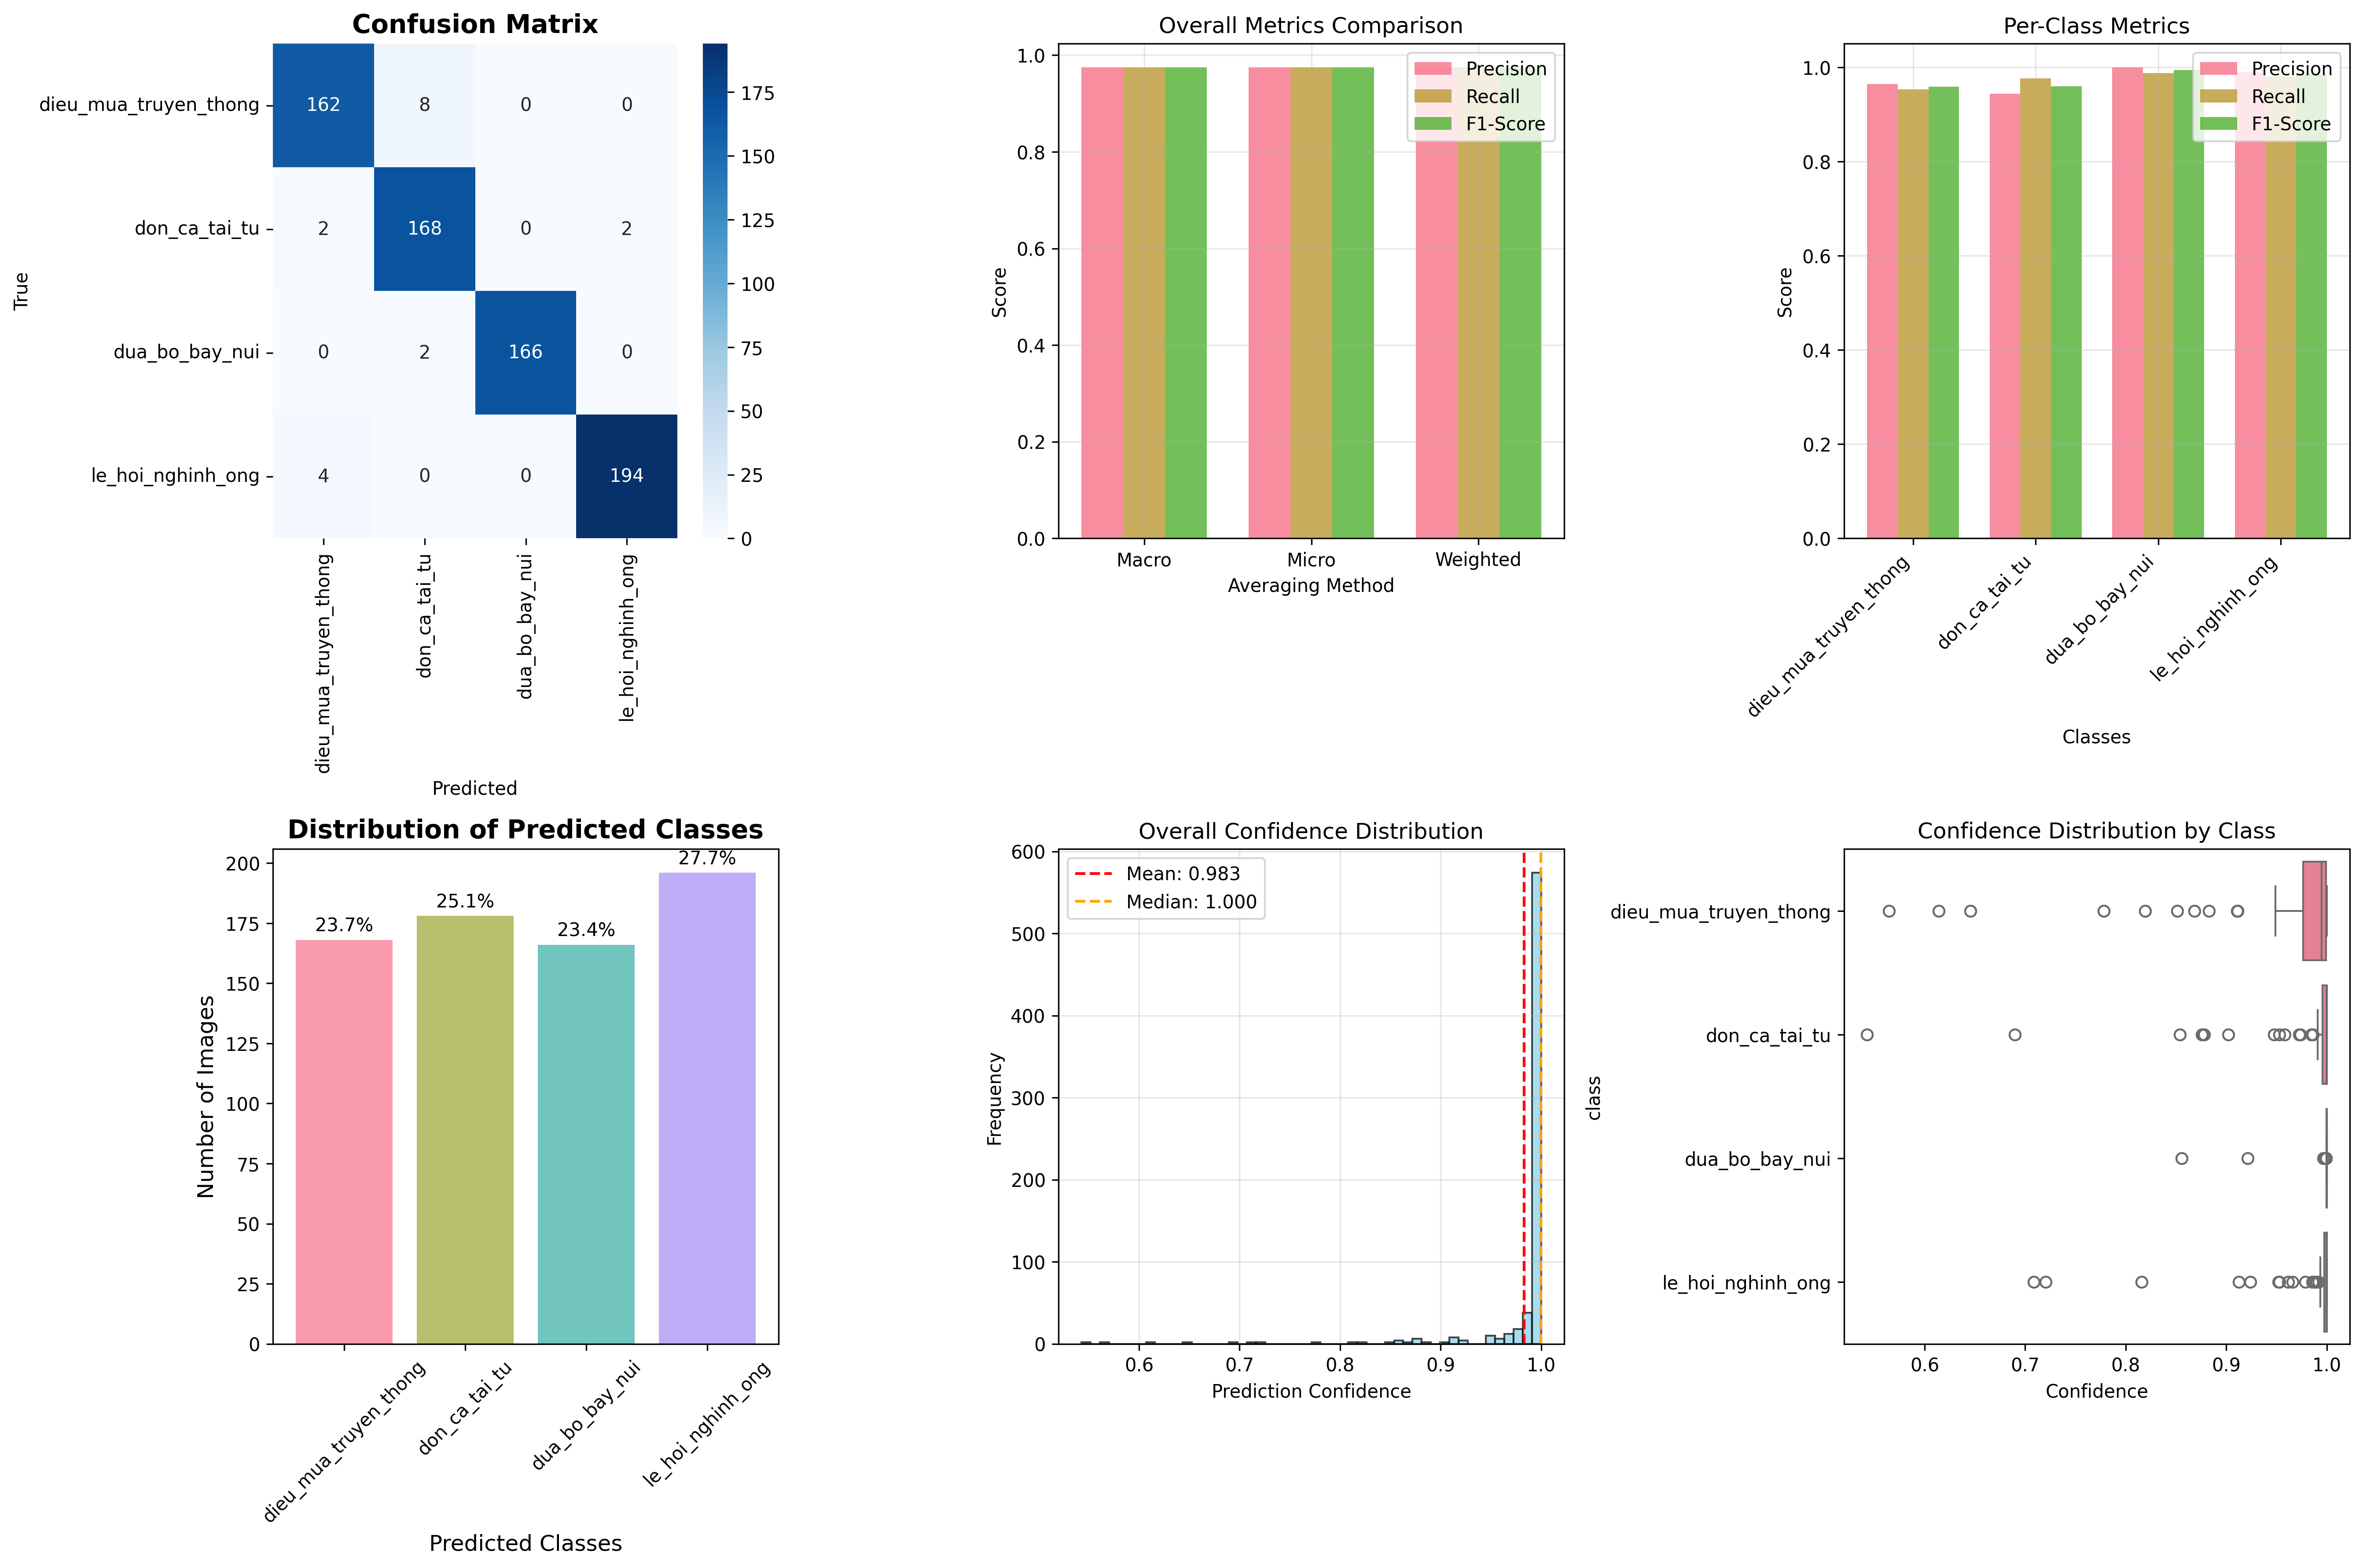 Confusion Matrix
True
dieu_mua_truyen_thong
don_ca_tai_tu
dua_bo_bay_nui
le_hoi_nghinh_ong
162 8 0 0
2 168 0 2
0 2 166 0
4 0 0 194
175
150
125
100
75
50
25
0
dieu_mua_truyen_thong
don_ca_tai_tu
dua_bo_bay_nui
le_hoi_nghinh_ong
Predicted
Overall Metrics Comparison
Score
1.0
0.8
0.6
0.4
0.2
0.0
Precision
Recall
F1-Score
Macro Micro Weighted
Averaging Method
Per-Class Metrics
Score
1.0
0.8
0.6
0.4
0.2
0.0
Precision
Recall
F1-Score
dieu_mua_truyen_thong
don_ca_tai_tu
dua_bo_bay_nui
le_hoi_nghinh_ong
Classes
Distribution of Predicted Classes
Number of Images
200
175
150
125
100
75
50
25
0
23.7%
25.1%
23.4%
27.7%
dieu_mua_truyen_thong
don_ca_tai_tu
dua_bo_bay_nui
le_hoi_nghinh_ong
Predicted Classes
Overall Confidence Distribution
Frequency
600
500
400
300
200
100
0
Mean: 0.983
Median: 1.000
0.6 0.7 0.8 0.9 1.0
Prediction Confidence
Confidence Distribution by Class
class
dieu_mua_truyen_thong
don_ca_tai_tu
dua_bo_bay_nui
le_hoi_nghinh_ong
0.6 0.7 0.8 0.9 1.0
Confidence